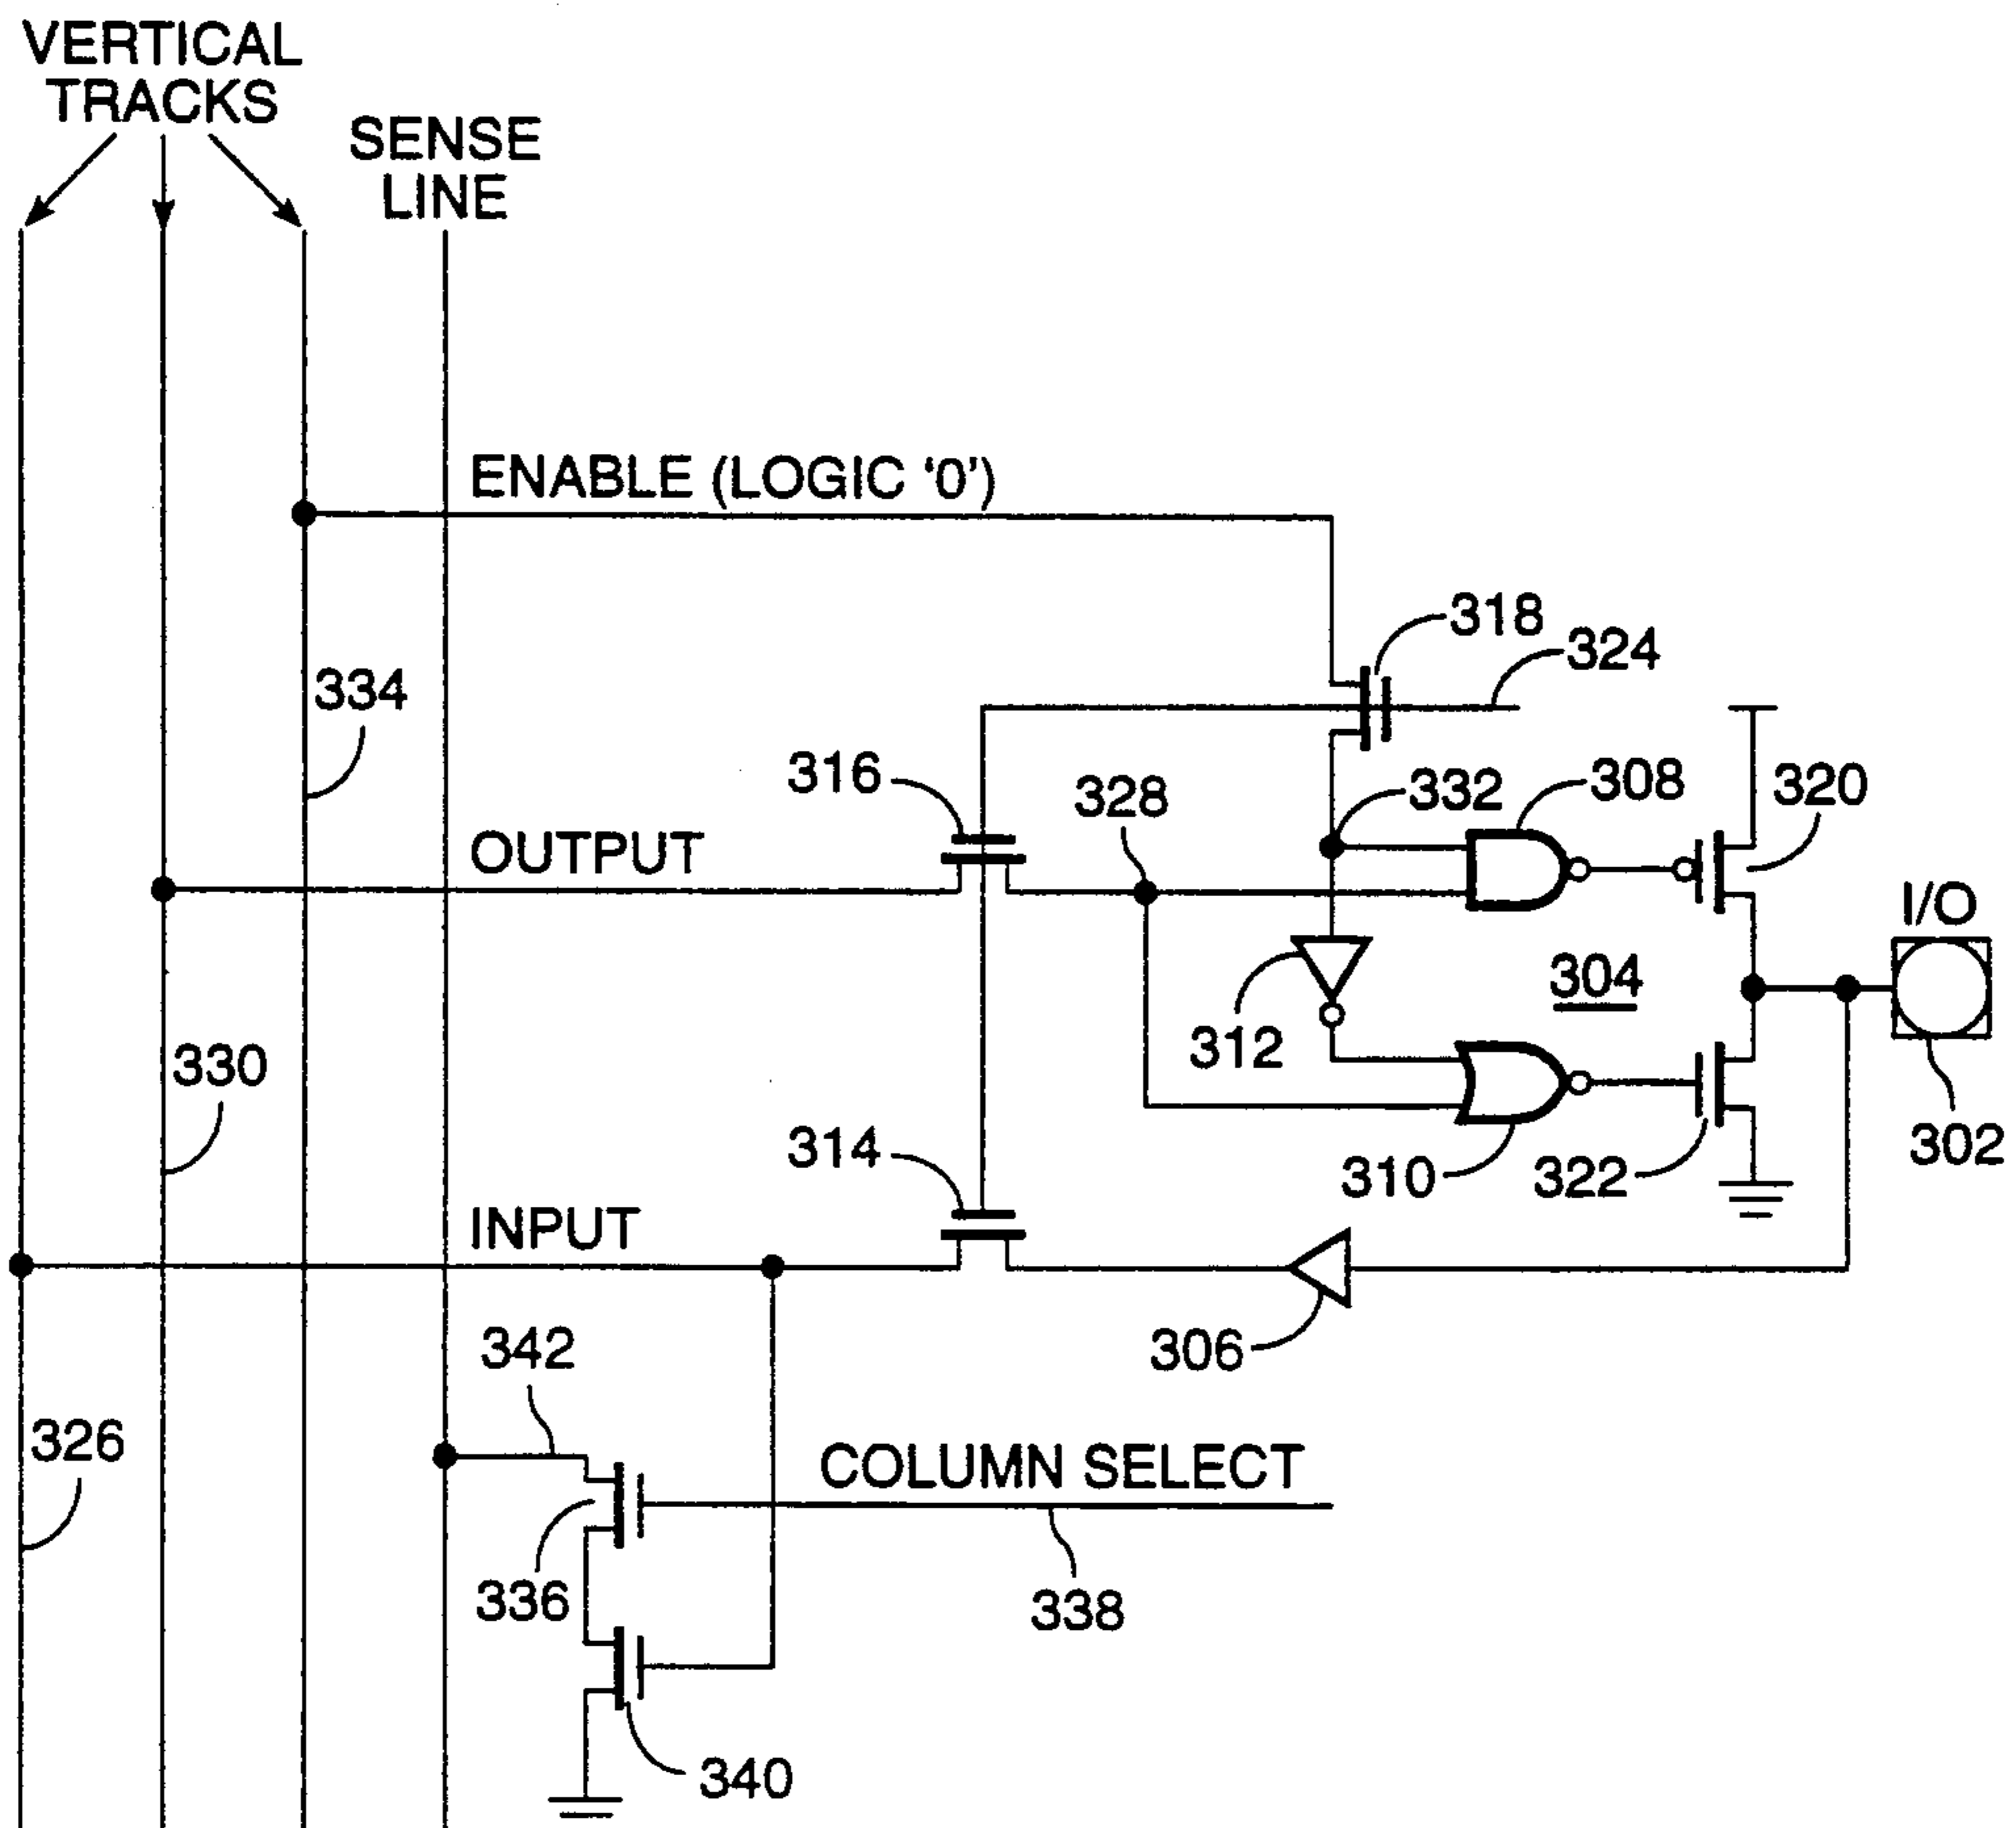 VERTICAL
TRACKS
SENSE
LINE
ENABLE (LOGIC ‘0’)
318
324
334
316
328
332
308
320
OUTPUT
I/O
304
312
330
302
314
310
322
INPUT
306
342
326
COLUMN SELECT
336
338
340